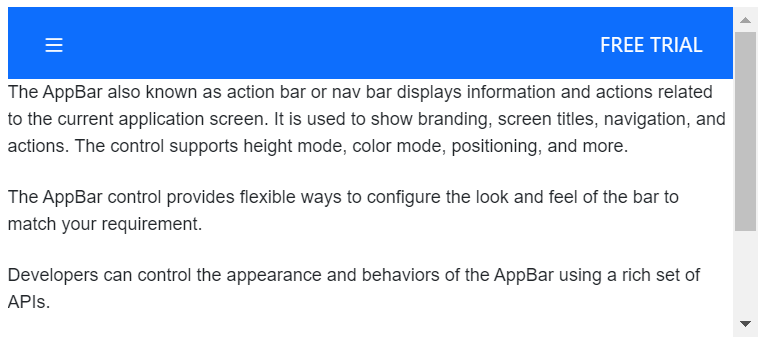 FREE TRIAL
The AppBar also known as action bar or nav bar displays information and actions related
to the current application screen. It is used to show branding, screen titles, navigation, and
actions. The control supports height mode, color mode, positioning, and more.
The AppBar control provides flexible ways to configure the look and feel of the bar to
match your requirement.
Developers can control the appearance and behaviors of the AppBar using a rich set of
APIs.